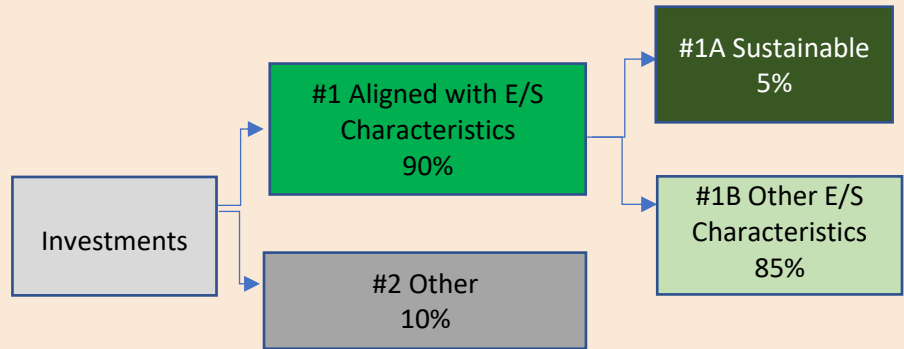 Investments
#1 Aligned with E/S
Characteristics
90%
#2 Other
10%
#1A Sustainable
5%
#1B Other E/S
Characteristics
85%